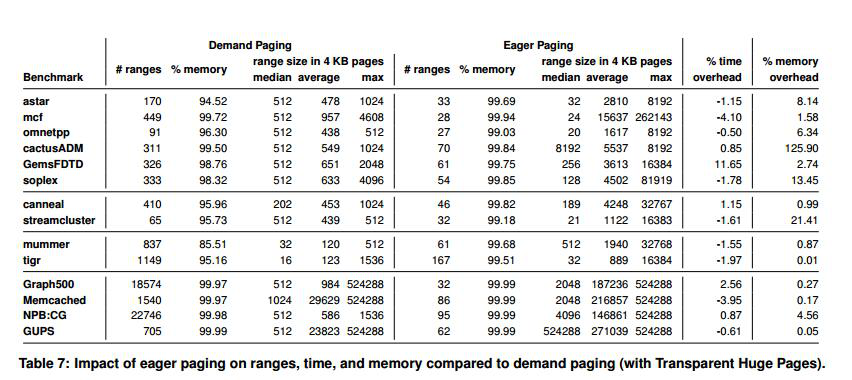 Demand Paging Eager Paging
# ranges % memory range size in 4 KB pages # ranges % memory range size in 4 KB pages % time % memory
Benchmark median average max median average max overhead overhead
astar 170 94.52 512 478 1024 33 99.69 32 2810 8192 -1.15 8.14
mcf 449 99.72 512 957 4608 28 99.94 24 15637 262143 -4.10 1.58
omnetpp 91 96.30 512 438 512 27 99.03 20 1617 8192 -0.50 6.34
cactusADM 311 99.50 512 549 1024 70 99.84 8192 5537 8192 0.85 125.90
GemsFDTD 326 98.76 512 651 2048 61 99.75 256 3613 16384 11.65 2.74
soplex 333 98.32 512 633 4096 54 99.85 128 4502 81919 -1.78 13.45
canneal 410 95.96 202 453 1024 46 99.82 189 4248 32767 1.15 0.99
streamcluster 65 95.73 512 439 512 32 99.18 21 1122 16383 -1.61 21.41
mummer 837 85.51 32 120 512 61 99.68 512 1940 32768 -1.55 0.87
tigr 1149 95.16 16 123 1536 167 99.51 32 889 16384 -1.97 0.01
Graph500 18574 99.97 512 984 524288 32 99.99 2048 187236 524288 2.56 0.27
Memcached 1540 99.97 1024 29629 524288 86 99.99 2048 216857 524288 -3.95 0.17
NPB:CG 22746 99.98 512 586 1536 95 99.99 4096 146861 524288 0.87 4.56
GUPS 705 99.99 512 23823 524288 62 99.99 524288 271039 524288 -0.61 0.05
Table 7: Impact of eager paging on ranges, time, and memory compared to demand paging (with Transparent Huge Pages).